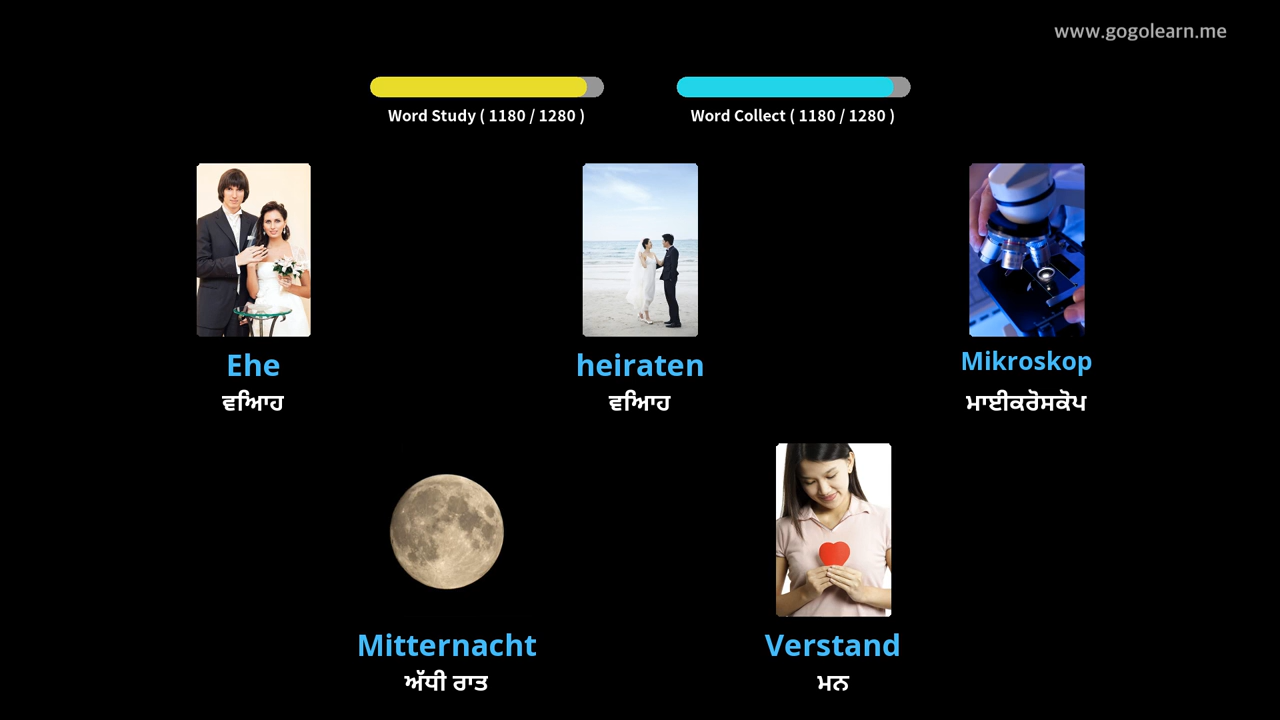 www.gogolearn.me
Word Study ( 1180 / 1280 )
Word Collect ( 1180 / 1280 )
Ehe
heiraten
Mikroskop
ਵਿਆਹ
ਵਿਆਹ
ਮਾਈਕਰੋਸਕੋਪ
Mitternacht
Verstand
ਅੱਧੀ ਰਾਤ
ਮਨ